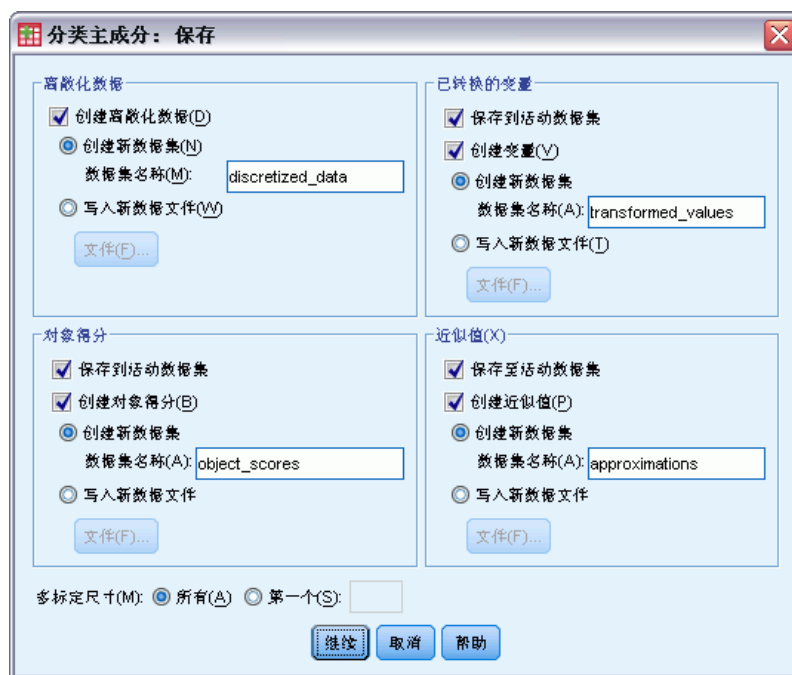 分类主成分：保存
离散化数据
创建离散化数据(D)
创建新数据集(N)
数据集名称(M): discretized_data
写入新数据文件(W)
文件(F)...
已转换的变量
保存到活动数据集
创建变量(V)
创建新数据集
数据集名称(A): transformed_values
写入新数据文件(T)
文件(F)...
对象得分
保存到活动数据集
创建对象得分(B)
创建新数据集
数据集名称(A): object_scores
写入新数据文件
文件(F)...
近似值(X)
保存至活动数据集
创建近似值(P)
创建新数据集
数据集名称(A): approximations
写入新数据文件
文件(F)...
多标定尺寸(M): 所有(A) 第一个(S):
继续 取消 帮助